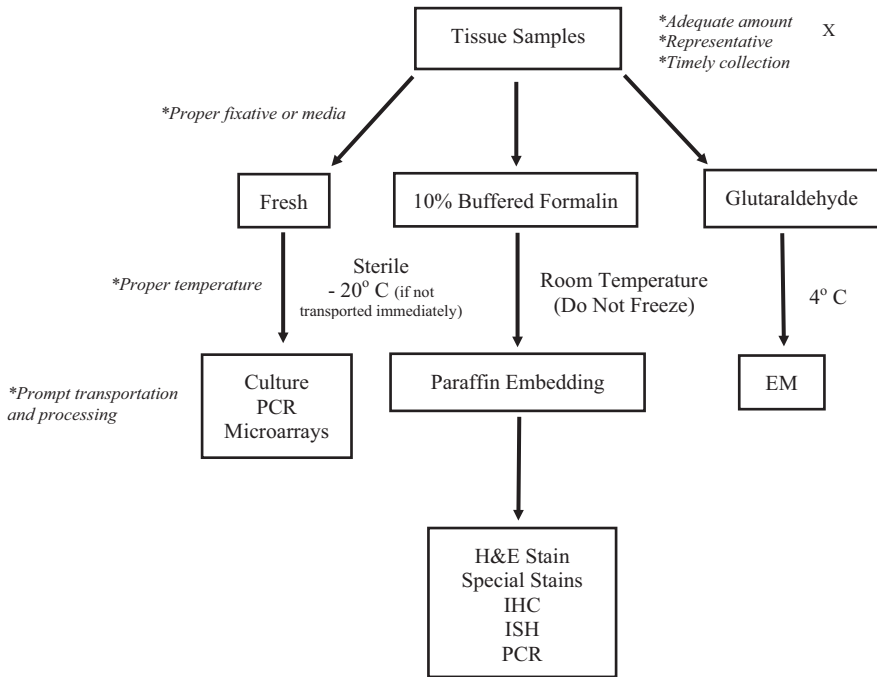 Tissue Samples
*Adequate amount
*Representative
*Timely collection
X
*Proper fixative or media
Fresh
10% Buffered Formalin
Glutaraldehyde
*Proper temperature
Sterile
- 20° C (if not
transported immediately)
Room Temperature
(Do Not Freeze)
4° C
*Prompt transportation
and processing
Culture
PCR
Microarrays
Paraffin Embedding
EM
H&E Stain
Special Stains
IHC
ISH
PCR